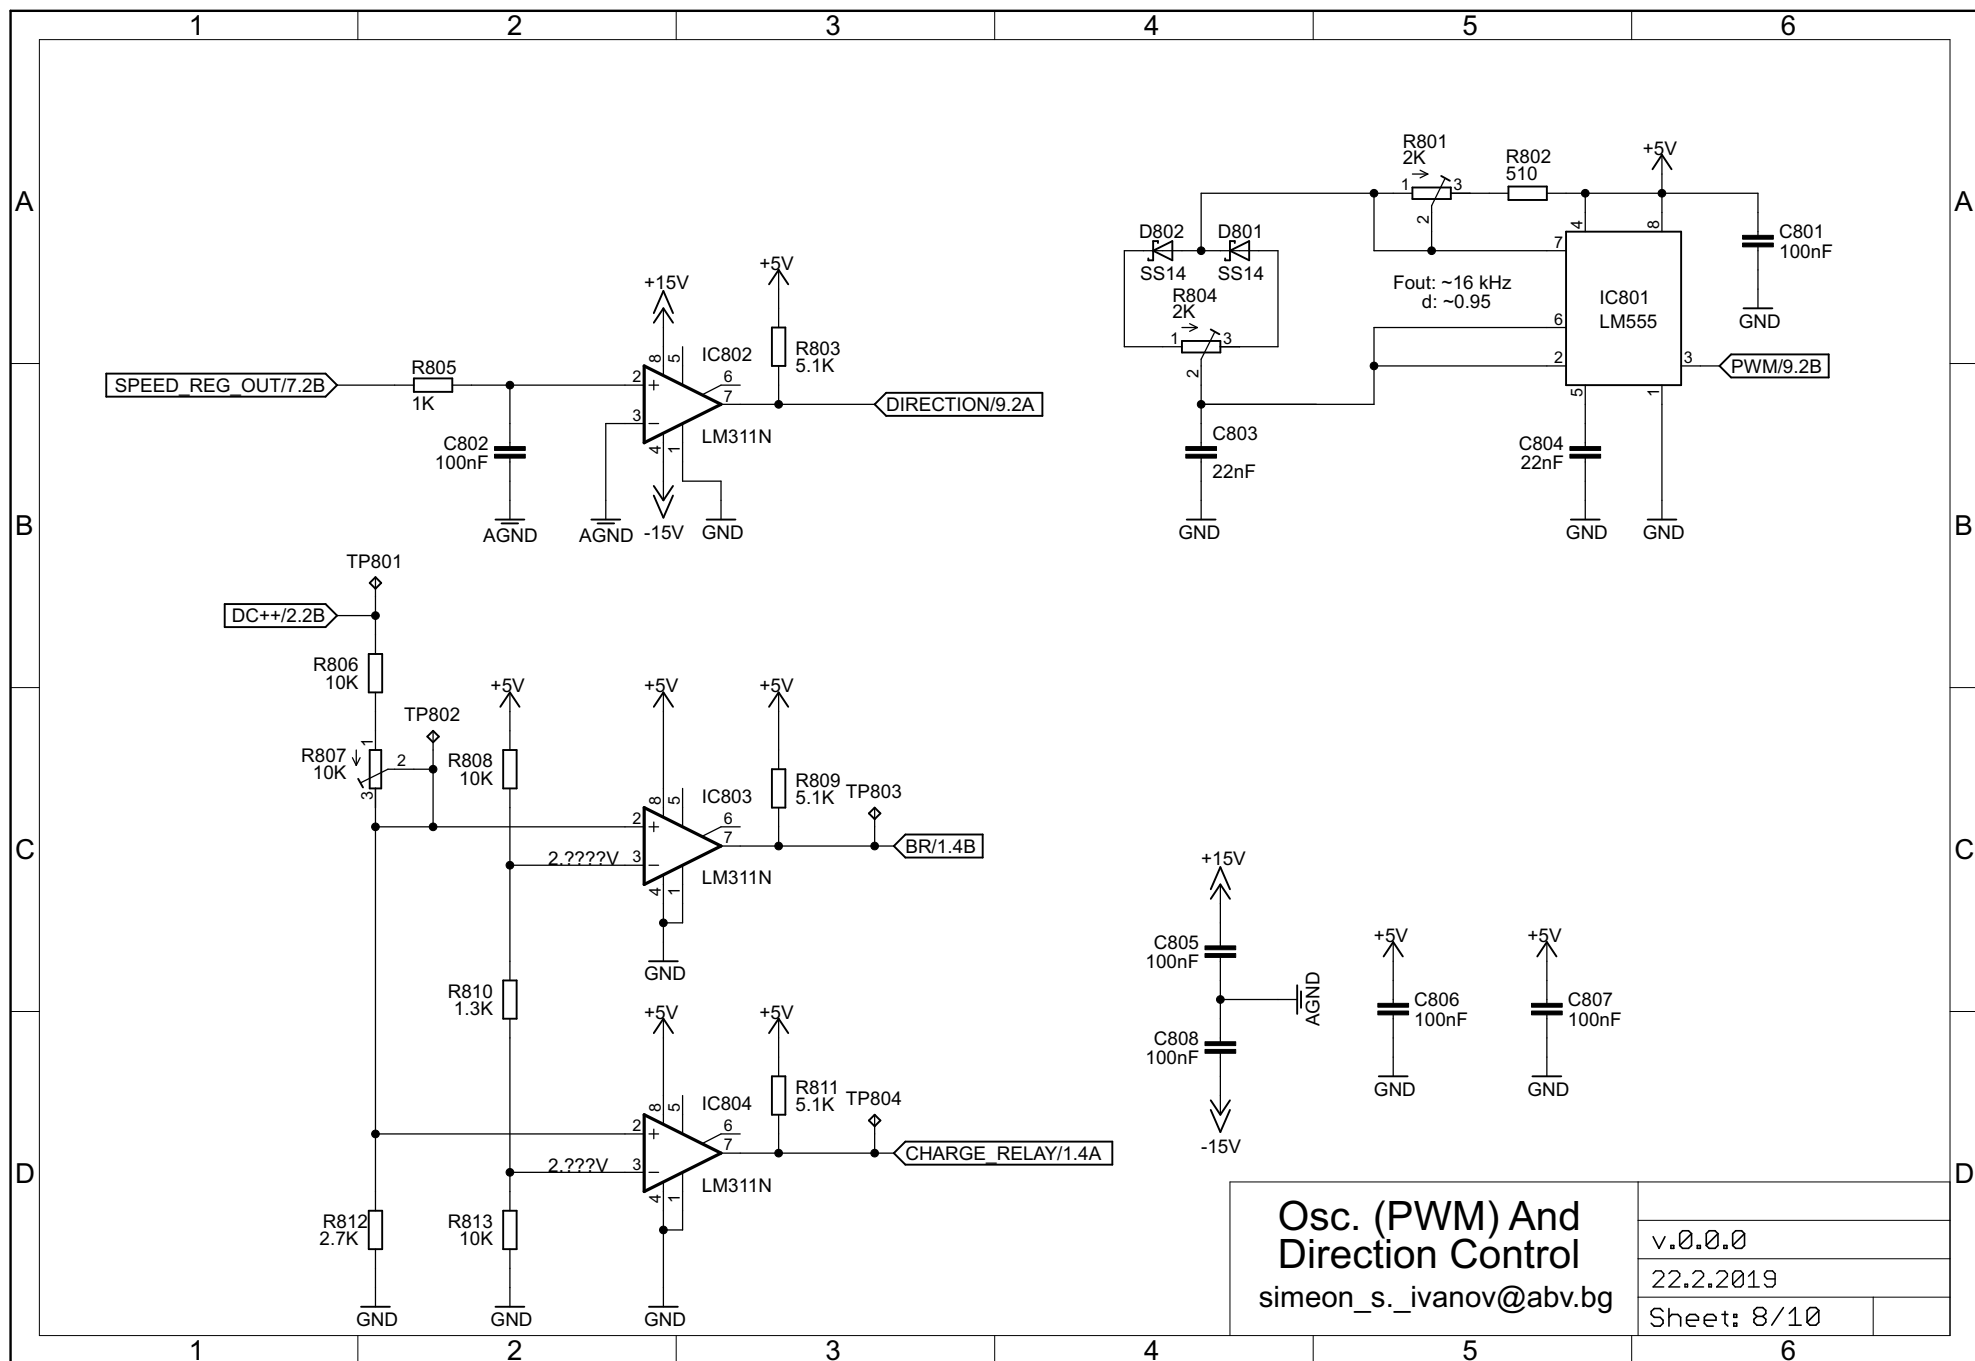 1 2 3 4 5 6
A A
B B
C C
D D
SPEED_REG_OUT/7.2B
R805
1K
C802
100nF
AGND
AGND
+15V
8 5
2
+
3
−
4 1
IC802
6
7
LM311N
-15V
GND
+5V
R803
5.1K
DIRECTION/9.2A
D802
SS14
D801
SS14
R804
2K
1 3
2
C803
22nF
GND
R801
2K
1 3
2
R802
510
Fout: ~16 kHz
d: ~0.95
+5V
4 8
7
6
2
3
5 1
IC801
LM555
C801
100nF
GND
PWM/9.2B
C804
22nF
GND
GND
TP801
DC++/2.2B
R806
10K
TP802
R807
10K
1
2
3
+5V
R808
10K
2.????V
R810
1.3K
2.???V
R812
2.7K
R813
10K
GND
GND
+5V
8 5
2
+
3
−
4 1
IC803
6
7
LM311N
GND
+5V
R809
5.1K
TP803
BR/1.4B
+5V
8 5
2
+
3
−
4 1
IC804
6
7
LM311N
GND
+5V
R811
5.1K
TP804
CHARGE_RELAY/1.4A
+15V
C805
100nF
AGND
C808
100nF
-15V
+5V
C806
100nF
GND
+5V
C807
100nF
GND
Osc. (PWM) And
Direction Control
simeon_s._ivanov@abv.bg
v.0.0.0
22.2.2019
Sheet: 8/10
1 2 3 4 5 6